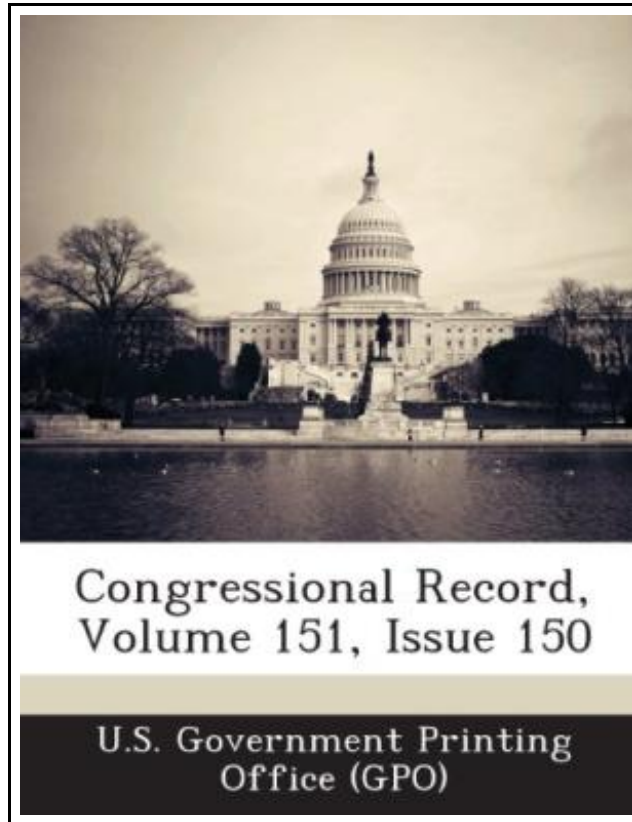 Congressional Record,
Volume 151, Issue 150
U.S. Government Printing
Office (GPO)